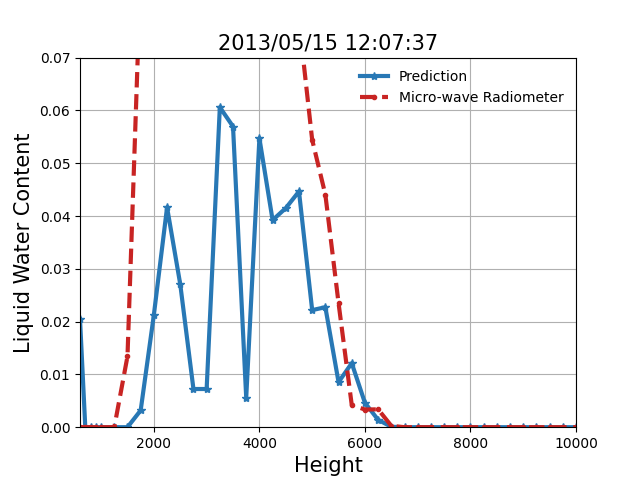 2013/05/15 12:07:37
Prediction
Micro-wave Radiometer
Liquid Water Content
0.07
0.06
0.05
0.04
0.03
0.02
0.01
0.00
2000 4000 6000 8000 10000
Height